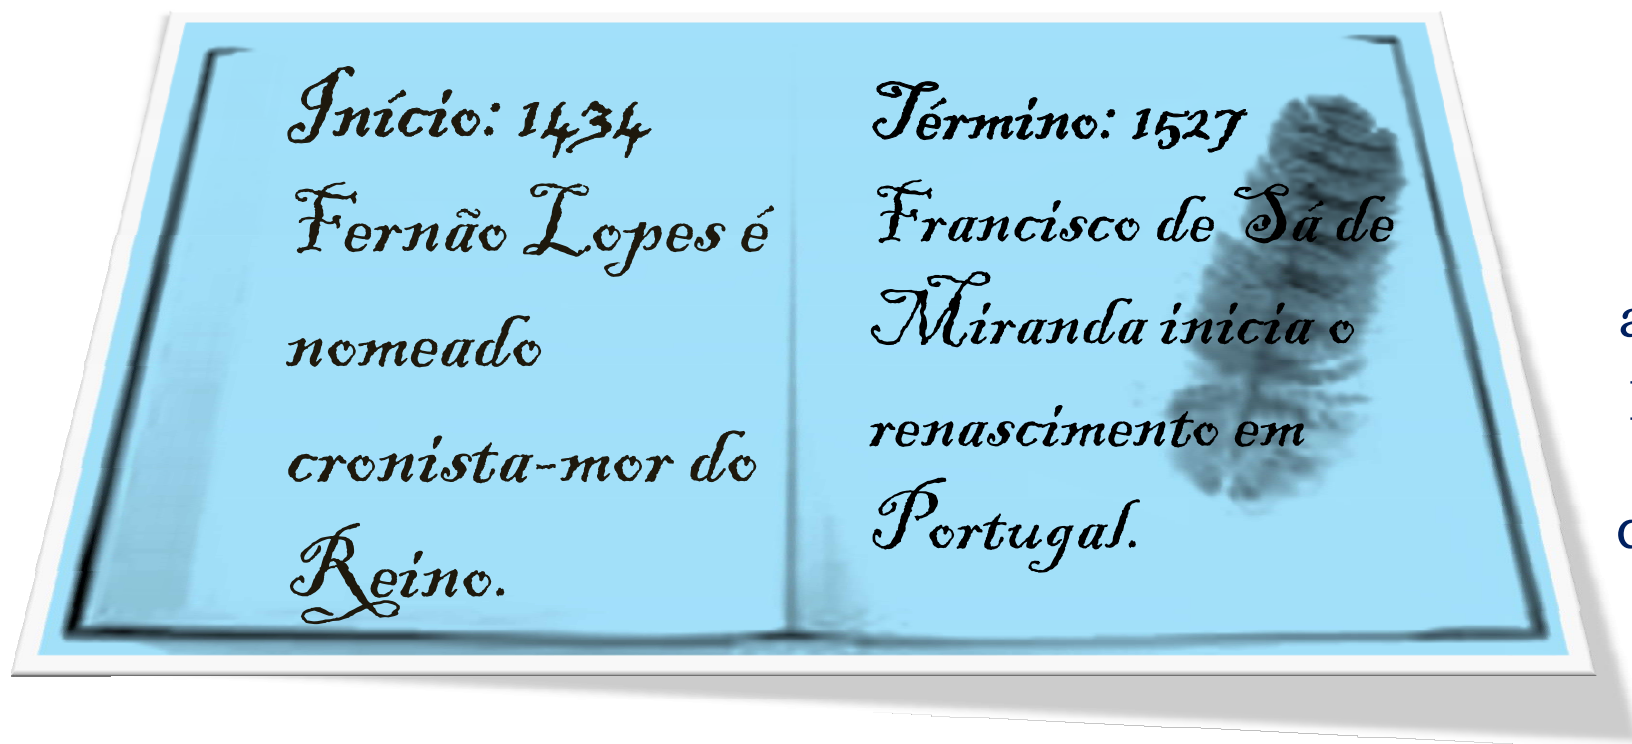 Início: 1434
Fernão Lopes é
nomeado
cronista-mor do
Reino.
Término: 1527
Francisco de Sá de
Miranda inicia o
renascimento em
Portugal.